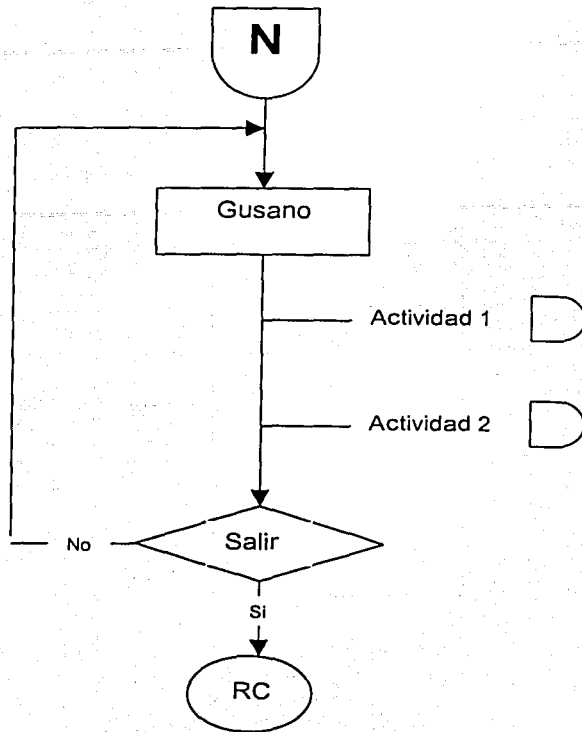 N
Gusano
Actividad 1
Actividad 2
Salir
No
Si
RC